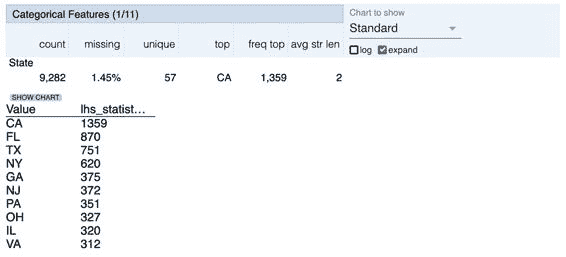 Categorical Features (1/11)
Chart to show
Standard
log expand
count missing unique top freq top avg str len
State
9,282 1.45% 57 CA 1,359 2
SHOW CHART
Value lhs_statist...
CA 1359
FL 870
TX 751
NY 620
GA 375
NJ 372
PA 351
OH 327
IL 320
VA 312